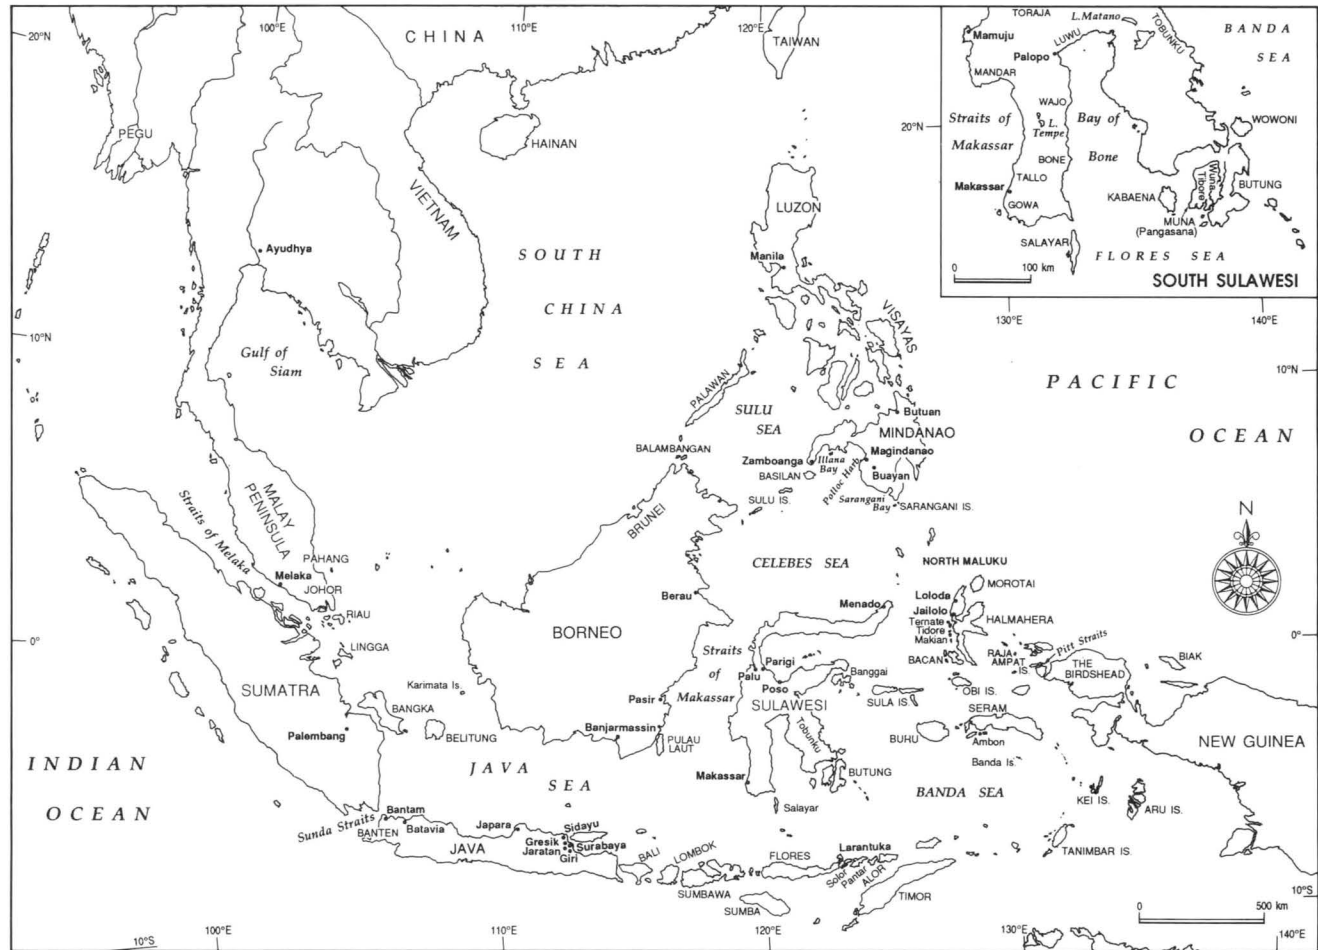 100°E
110°E
120°E
20°N
CHINA
TAIWAN
TORAJA
L.Matano
TOBUNKU
BANDA
SEA
Mamuju
LUWU
Palopo
MANDAR
WAJO
Straits of
Makassar
L.
Tempe
Bay of
Bone
20°N
WOWONI
BONE
TALLO
Makassar
GOWA
KABAENA
Wuna
Tibore
BUTUNG
MUNA
(Pangasana)
SALAYAR
FLORES SEA
0
100 km
SOUTH SULAWESI
130°E
140°E
PEGU
HAINAN
VIETNAM
LUZON
Ayudhya
SOUTH
CHINA
SEA
Manila
VISAYAS
10°N
Gulf of
Siam
10°N
PACIFIC
OCEAN
PALAWAN
SULU
SEA
Butuan
MINDANAO
BALAMBANGAN
Zamboanga
Illana
Bay
Magindanao
BASILAN
Buayan
Polloc Harb.
SULU IS.
Sarangani
Bay
SARANGANI IS.
MALAY
PENINSULA
Straits of Melaka
BRUNEI
N
PAHANG
Melaka
JOHOR
RIAU
CELEBES SEA
NORTH MALUKU
MOROTAI
Loloda
Berau
Menado
Jailolo
HALMAHERA
Ternate
Tidore
Makian
0°
LINGGA
BORNEO
Straits
of
Makassar
BACAN
RAJA
AMPAT
IS.
Pitt Straits
0°
THE
BIRDSHEAD
BIAK
SUMATRA
Karimata Is.
Palu
Parigi
Poso
Banggai
BANGKA
Pasir
SULAWESI
SULA IS.
OBI IS.
SERAM
Palembang
BELITUNG
Banjarmassin
PULAU
LAUT
Tobunku
BUHU
Ambon
NEW GUINEA
Banda Is.
INDIAN
OCEAN
JAVA
SEA
Makassar
BUTUNG
BANDA SEA
KEI IS.
ARU IS.
Salayar
Sunda Straits
Bantam
BANTEN
Batavia
Japara
Sidayu
Gresik
Surabaya
Jaratan
Giri
JAVA
BALI
LOMBOK
SUMBAWA
FLORES
Larantuka
Solor
Pantar
ALOR
TANIMBAR IS.
SUMBA
TIMOR
10°S
0
500 km
10°S
100°E
110°E
120°E
130°E
140°E